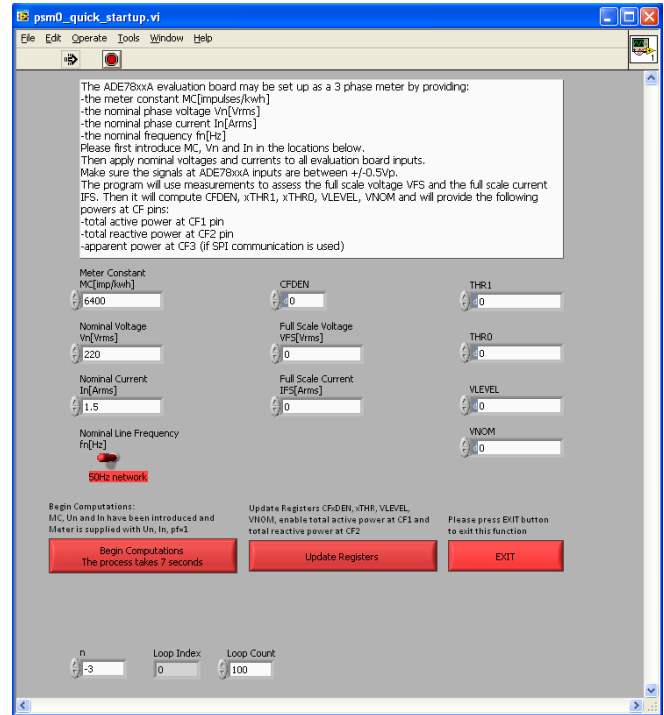 psm0_quick_startup.vi
File Edit Operate Tools Window Help
1
The ADE78xxA evaluation board may be set up as a 3 phase meter by providing:
-the meter constant MC[impulses/kwh]
-the nominal phase voltage Vn[Vrms]
-the nominal phase current In[Arms]
-the nominal frequency fn[Hz]
Please first introduce MC, Vn and In in the locations below.
Then apply nominal voltages and currents to all evaluation board inputs.
Make sure the signals at ADE78xxA inputs are between +/-0.5Vp.
The program will use measurements to assess the full scale voltage VFS and the full scale current
IFS. Then it will compute CFDEN, xTHR1, xTHR0, VLEVEL, VNOM and will provide the following
powers at CF pins:
-total active power at CF1 pin
-total reactive power at CF2 pin
-apparent power at CF3 (if SPI communication is used)
Meter Constant
MC[imp/kwh]
6400
CFDEN
d 0
THR1
d 0
Nominal Voltage
Vn[Vrms]
220
Full Scale Voltage
VFS[Vrms]
0
THR0
d 0
Nominal Current
In[Arms]
1.5
Full Scale Current
IFS[Arms]
0
VLEVEL
d 0
Nominal Line Frequency
fn[Hz]
50Hz network
VNOM
d 0
Begin Computations:
MC, Un and In have been introduced and
Meter is supplied with Un, In, pf=1
Begin Computations
The process takes 7 seconds
Update Registers CFxDEN, xTHR, VLEVEL,
VNOM, enable total active power at CF1 and
total reactive power at CF2
Update Registers
Please press EXIT button
to exit this function
EXIT
n
-3
Loop Index
0
Loop Count
100